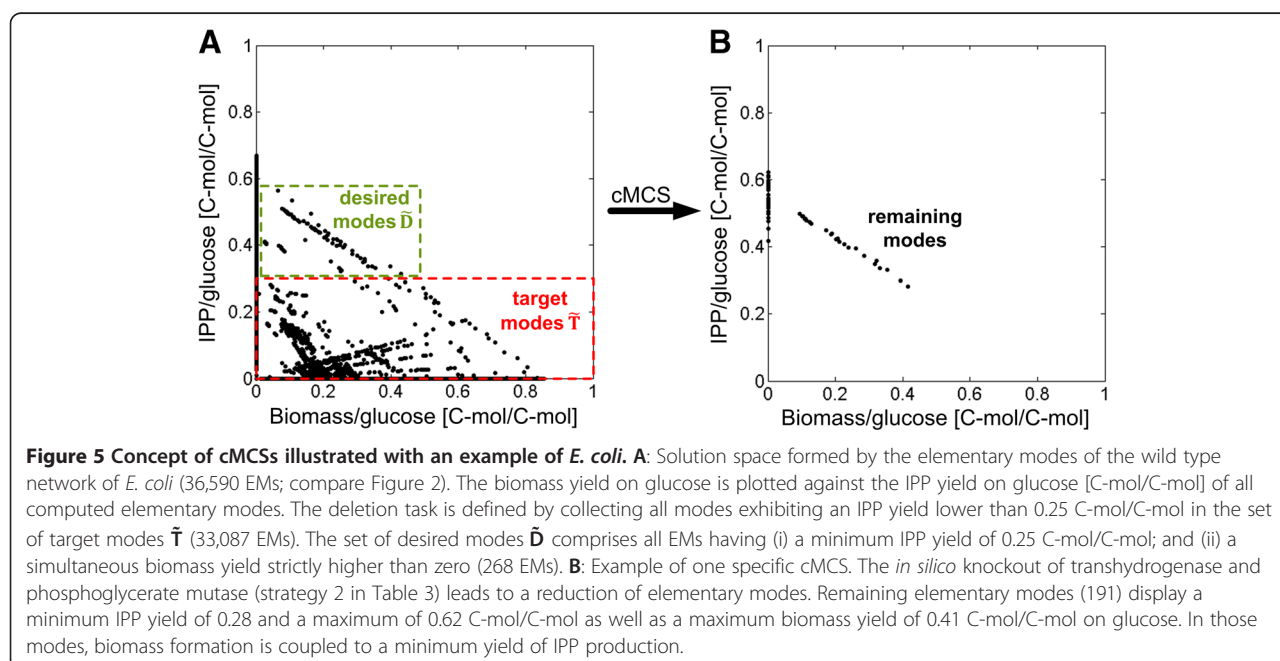 A
B
1
0.8
0.6
0.4
0.2
0
IPP/glucose [C-mol/C-mol]
0
0.2
0.4
0.6
0.8
1
Biomass/glucose [C-mol/C-mol]
desired
modes D̃
target
modes T̃
cMCS
1
0.8
0.6
0.4
0.2
0
IPP/glucose [C-mol/C-mol]
0
0.2
0.4
0.6
0.8
1
Biomass/glucose [C-mol/C-mol]
remaining
modes
Figure 5 Concept of cMCSs illustrated with an example of E. coli. A: Solution space formed by the elementary modes of the wild type
network of E. coli (36,590 EMs; compare Figure 2). The biomass yield on glucose is plotted against the IPP yield on glucose [C-mol/C-mol] of all
computed elementary modes. The deletion task is defined by collecting all modes exhibiting an IPP yield lower than 0.25 C-mol/C-mol in the set
of target modes T̃ (33,087 EMs). The set of desired modes D̃ comprises all EMs having (i) a minimum IPP yield of 0.25 C-mol/C-mol; and (ii) a
simultaneous biomass yield strictly higher than zero (268 EMs). B: Example of one specific cMCS. The in silico knockout of transhydrogenase and
phosphoglycerate mutase (strategy 2 in Table 3) leads to a reduction of elementary modes. Remaining elementary modes (191) display a
minimum IPP yield of 0.28 and a maximum of 0.62 C-mol/C-mol as well as a maximum biomass yield of 0.41 C-mol/C-mol on glucose. In those
modes, biomass formation is coupled to a minimum yield of IPP production.